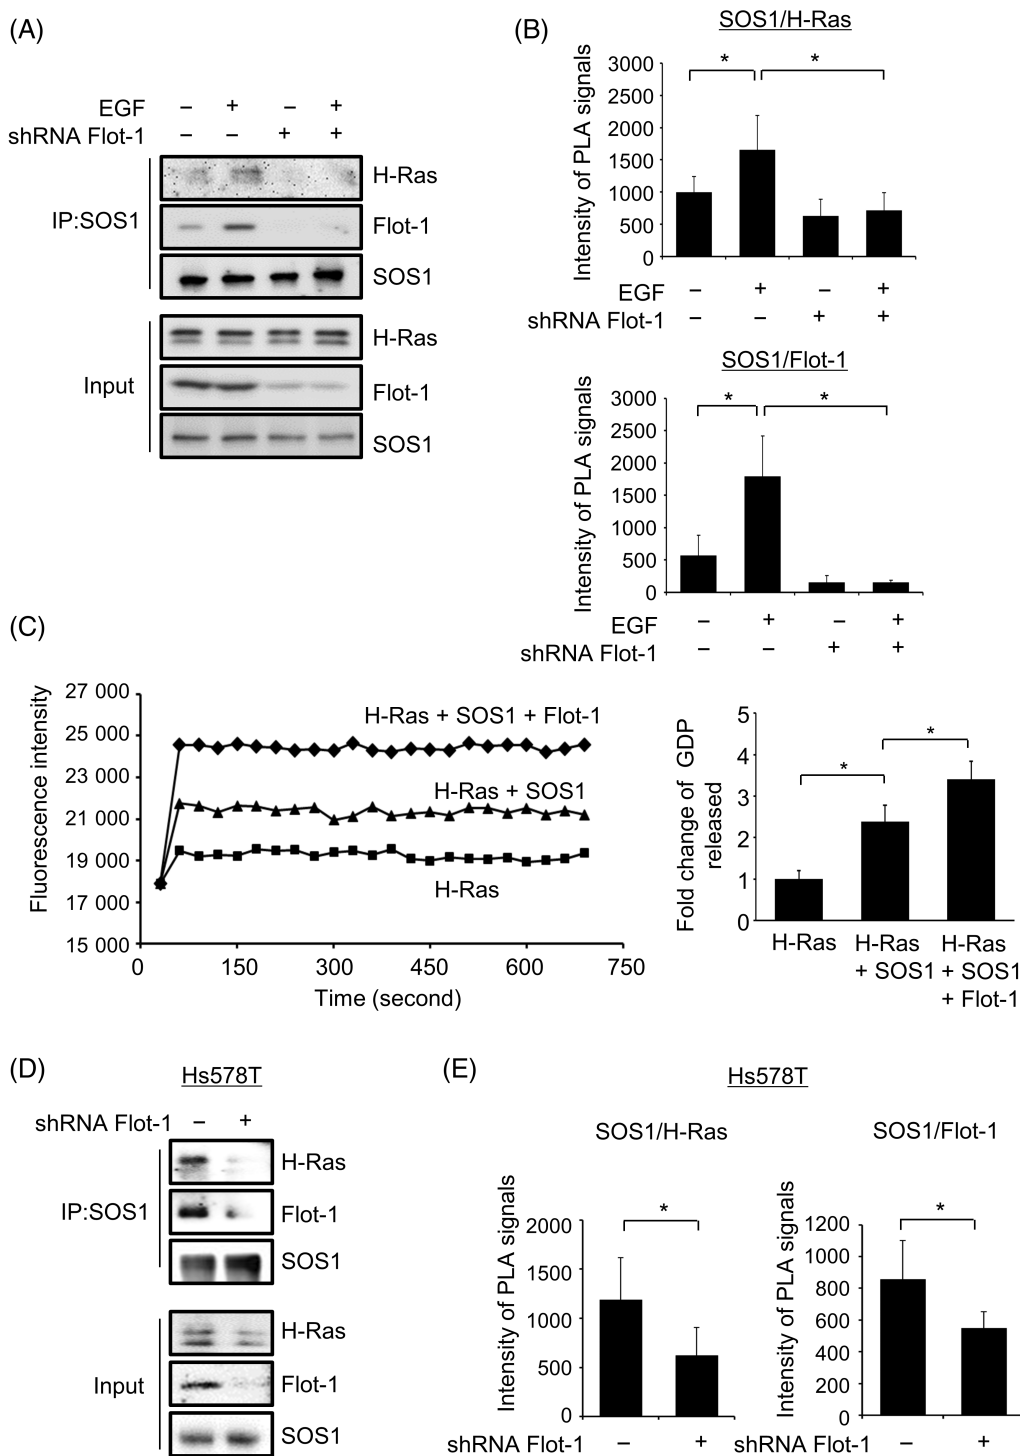 (A)
EGF – + – +
shRNA Flot-1 – – + +
IP:SOS1
H-Ras
Flot-1
SOS1
Input
H-Ras
Flot-1
SOS1
(B)
SOS1/H-Ras
Intensity of PLA signals
3000
2500
2000
1500
1000
500
0
* *
EGF – + – +
shRNA Flot-1 – – + +
SOS1/Flot-1
Intensity of PLA signals
3000
2500
2000
1500
1000
500
0
* *
EGF – + – +
shRNA Flot-1 – – + +
(C)
Fluorescence intensity
27 000
25 000
23 000
21 000
19 000
17 000
15 000
H-Ras + SOS1 + Flot-1
H-Ras + SOS1
H-Ras
0 150 300 450 600 750
Time (second)
Fold change of GDP
released
5
4
3
2
1
0
* *
H-Ras
H-Ras
+ SOS1
H-Ras
+ SOS1
+ Flot-1
(D)
Hs578T
shRNA Flot-1 – +
IP:SOS1
H-Ras
Flot-1
SOS1
Input
H-Ras
Flot-1
SOS1
(E)
Hs578T
SOS1/H-Ras
Intensity of PLA signals
2000
1500
1000
500
0
*
shRNA Flot-1 – +
SOS1/Flot-1
Intensity of PLA signals
1200
1000
800
600
400
200
0
*
shRNA Flot-1 – +